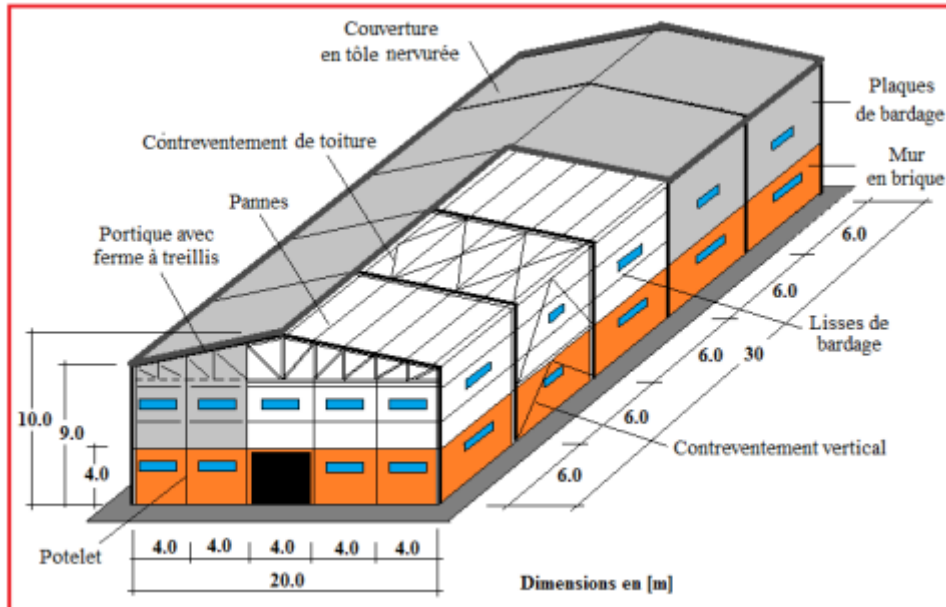 Couverture
en tôle nervurée
Plaques
de bardage
Contreventement de toiture
Mur
en brique
Pannes
Portique avec
ferme à treillis
6.0
6.0
Lisses de
bardage
6.0
30
10.0
9.0
6.0
4.0
6.0
Contreventement vertical
Potelet
4.0
4.0
4.0
4.0
4.0
20.0
Dimensions en [m]